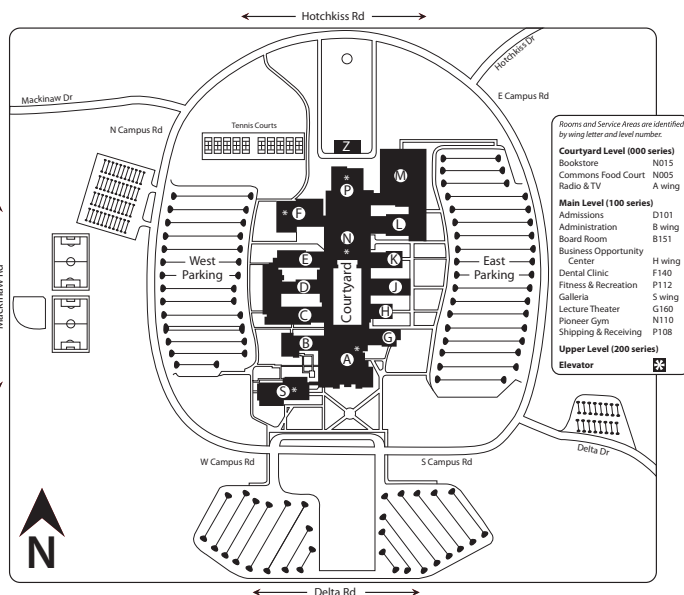 Hotchkiss Rd
Hotchkiss Dr
Mackinaw Dr
E Campus Rd
N Campus Rd
Tennis Courts
Z
* P
M
* F
L
N *
E
K
West Parking
East Parking
Courtyard
D
J
C
H
B
G
A *
S *
Mackinaw Rd
Rooms and Service Areas are identified
by wing letter and level number.
Courtyard Level (000 series)
Bookstore N015
Commons Food Court N005
Radio & TV A wing
Main Level (100 series)
Admissions D101
Administration B wing
Board Room B151
Business Opportunity
Center H wing
Dental Clinic F140
Fitness & Recreation P112
Galleria S wing
Lecture Theater G160
Pioneer Gym N110
Shipping & Receiving P108
Upper Level (200 series)
Elevator *
W Campus Rd
S Campus Rd
Delta Dr
N
Delta Rd